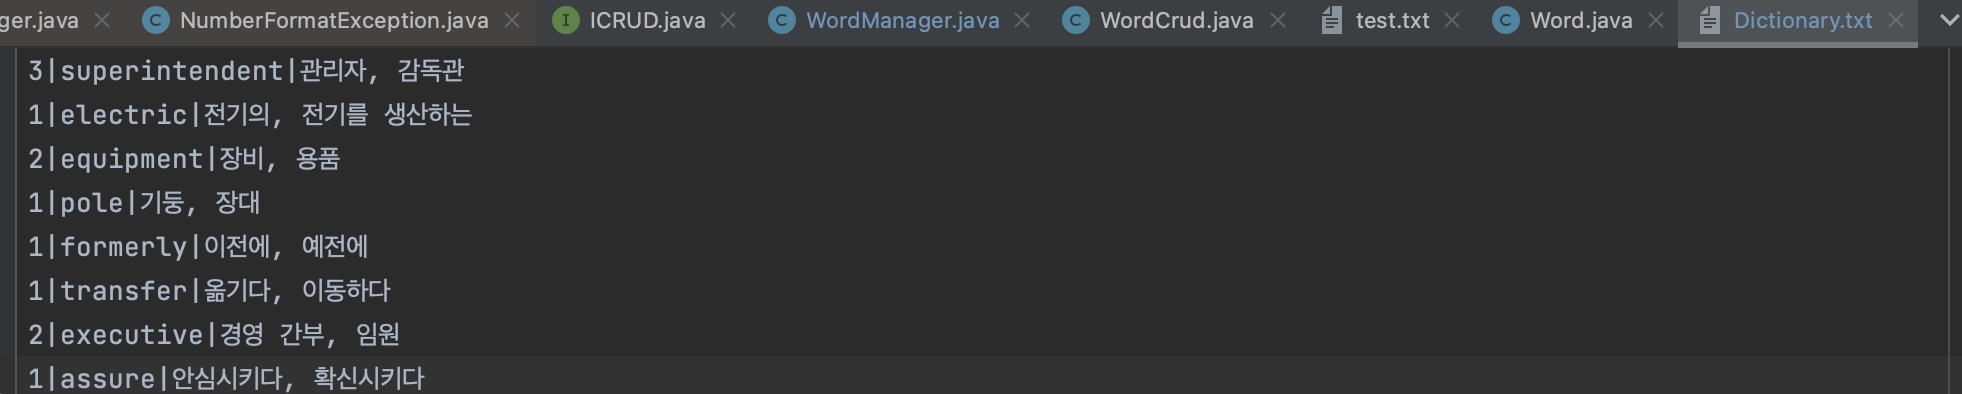 ger.java NumberFormatException.java ICRUD.java WordManager.java WordCrud.java test.txt Word.java Dictionary.txt
3|superintendent|관리자, 감독관
1|electric|전기의, 전기를 생산하는
2|equipment|장비, 용품
1|pole|기둥, 장대
1|formerly|이전에, 예전에
1|transfer|옮기다, 이동하다
2|executive|경영 간부, 임원
1|assure|안심시키다, 확신시키다